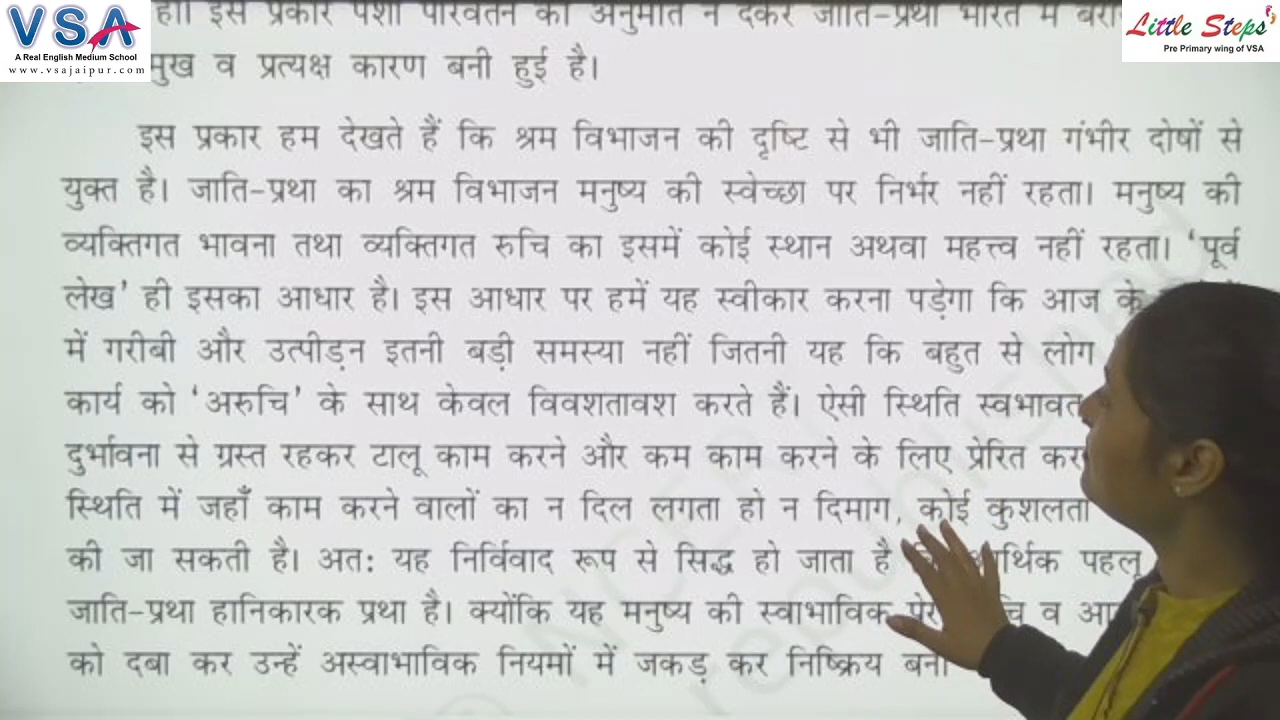 VSA
A Real English Medium School
www.vsajaipur.com
Little Steps
Pre Primary wing of VSA
हो। इस प्रकार पेशा परिवर्तन की अनुमति न देकर जाति-प्रथा भारत में
व प्रत्यक्ष कारण बनी हुई है।
इस प्रकार हम देखते हैं कि श्रम विभाजन की दृष्टि से भी जाति-प्रथा गंभीर दोषों से
युक्त है। जाति-प्रथा का श्रम विभाजन मनुष्य की स्वेच्छा पर निर्भर नहीं रहता। मनुष्य की
व्यक्तिगत भावना तथा व्यक्तिगत रुचि का इसमें कोई स्थान अथवा महत्त्व नहीं रहता। ‘पूर्व
लेख’ ही इसका आधार है। इस आधार पर हमें यह स्वीकार करना पड़ेगा कि आज के
में गरीबी और उत्पीड़न इतनी बड़ी समस्या नहीं जितनी यह कि बहुत से लोग
कार्य को ‘अरुचि’ के साथ केवल विवशतावश करते हैं। ऐसी स्थिति
दुर्भावना से ग्रस्त रहकर टालू काम करने और कम काम करने के लिए प्रेरित
स्थिति में जहाँ काम करने वालों का न दिल लगता हो न दिमाग, कोई कुशलता
की जा सकती है। अत: यह निर्विवाद रूप से सिद्ध हो जाता है पहलू
जाति-प्रथा हानिकारक प्रथा है। क्योंकि यह मनुष्य की स्वाभाविक व
को दबा कर उन्हें अस्वाभाविक नियमों में जकड़ कर निष्क्रिय